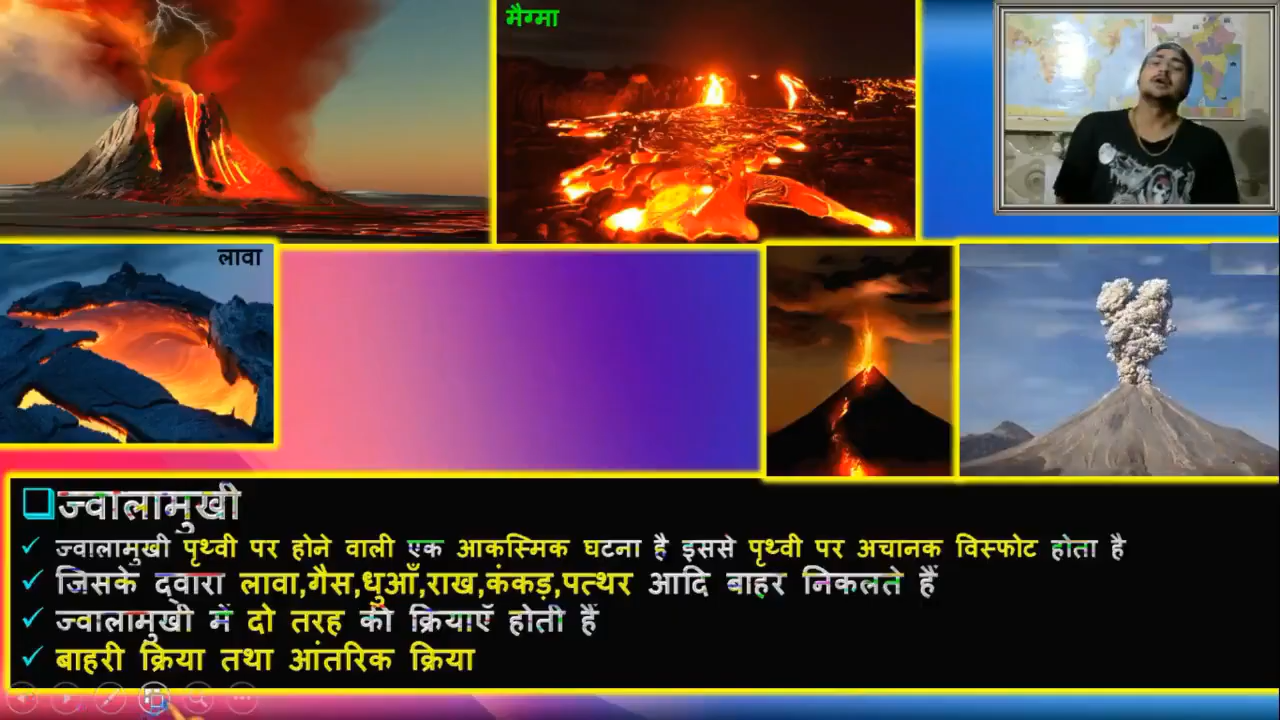 मैग्मा
लावा
ज्वालामुखी
ज्वालामुखी पृथ्वी पर होने वाली एक आकस्मिक घटना है इससे पृथ्वी पर अचानक विस्फोट होता है
जिसके द्वारा लावा,गैस,धुआँ,राख,कंकड़,पत्थर आदि बाहर निकलते हैं
ज्वालामुखी में दो तरह की क्रियाएँ होती हैं
बाहरी क्रिया तथा आंतरिक क्रिया